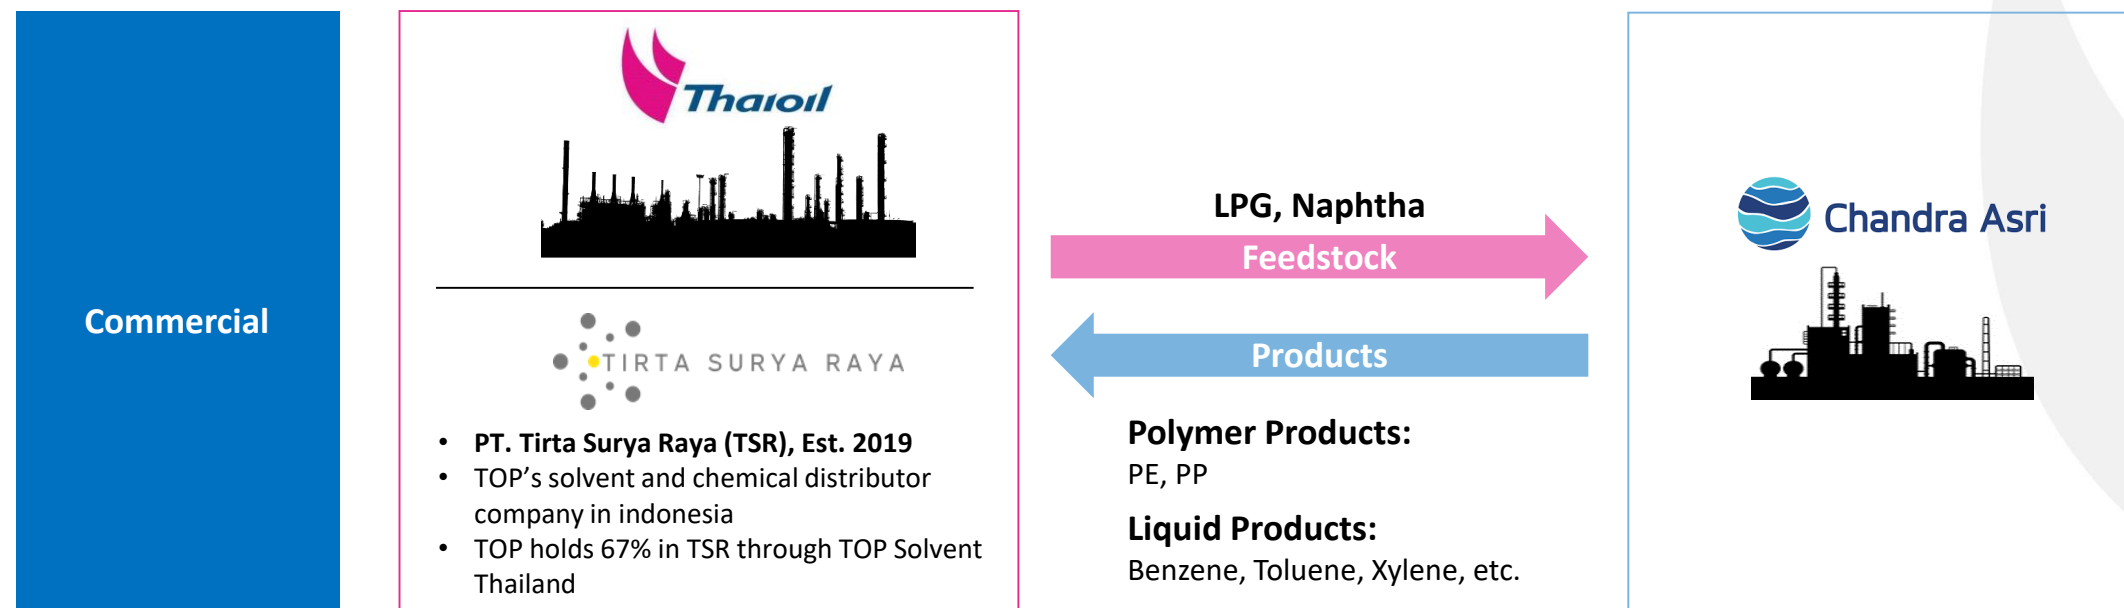 Commercial
Thaioil
TIRTA SURYA RAYA
• PT. Tirta Surya Raya (TSR), Est. 2019
• TOP’s solvent and chemical distributor
company in indonesia
• TOP holds 67% in TSR through TOP Solvent
Thailand
LPG, Naphtha
Feedstock
Products
Polymer Products:
PE, PP
Liquid Products:
Benzene, Toluene, Xylene, etc.
Chandra Asri